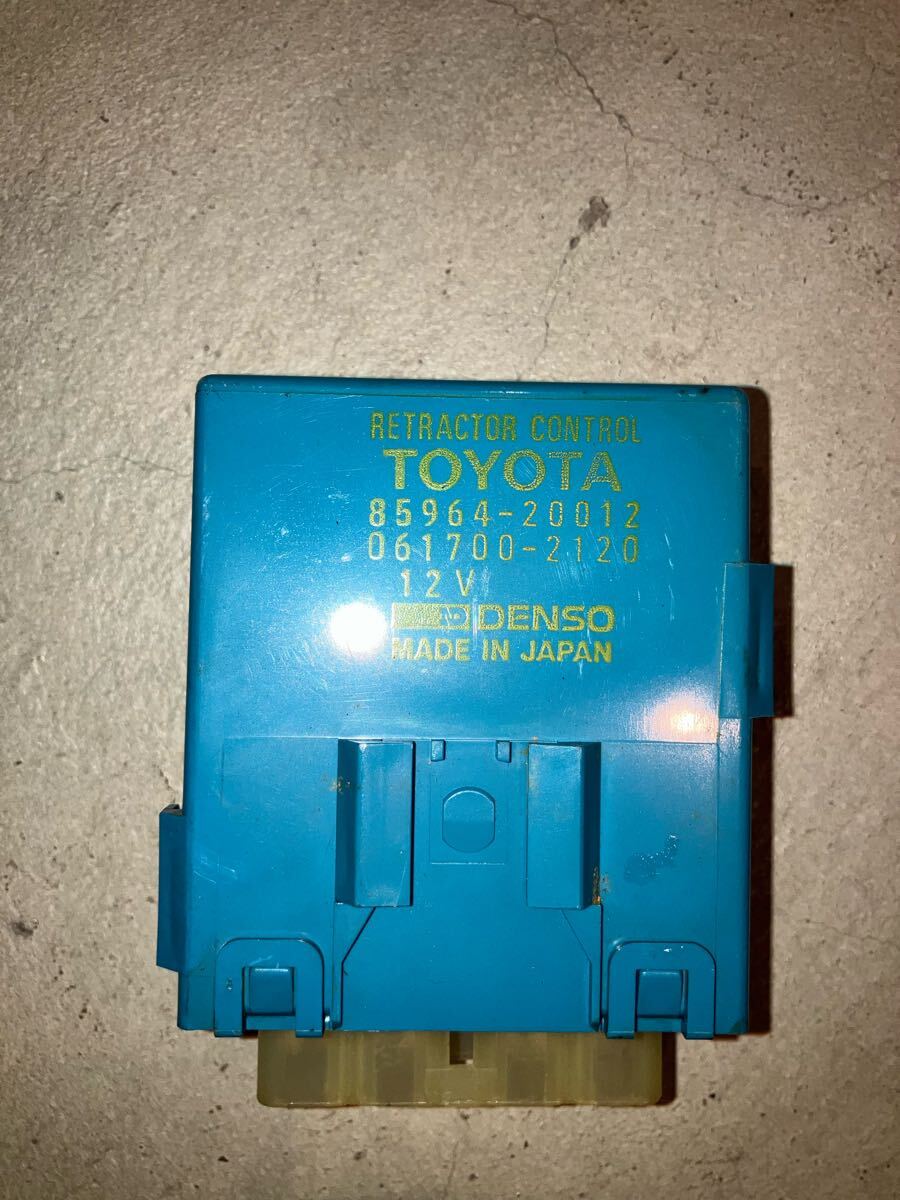 RETRACTOR CONTROL
TOYOTA
85964-20012
061700-2120
12V
DENSO
MADE IN JAPAN